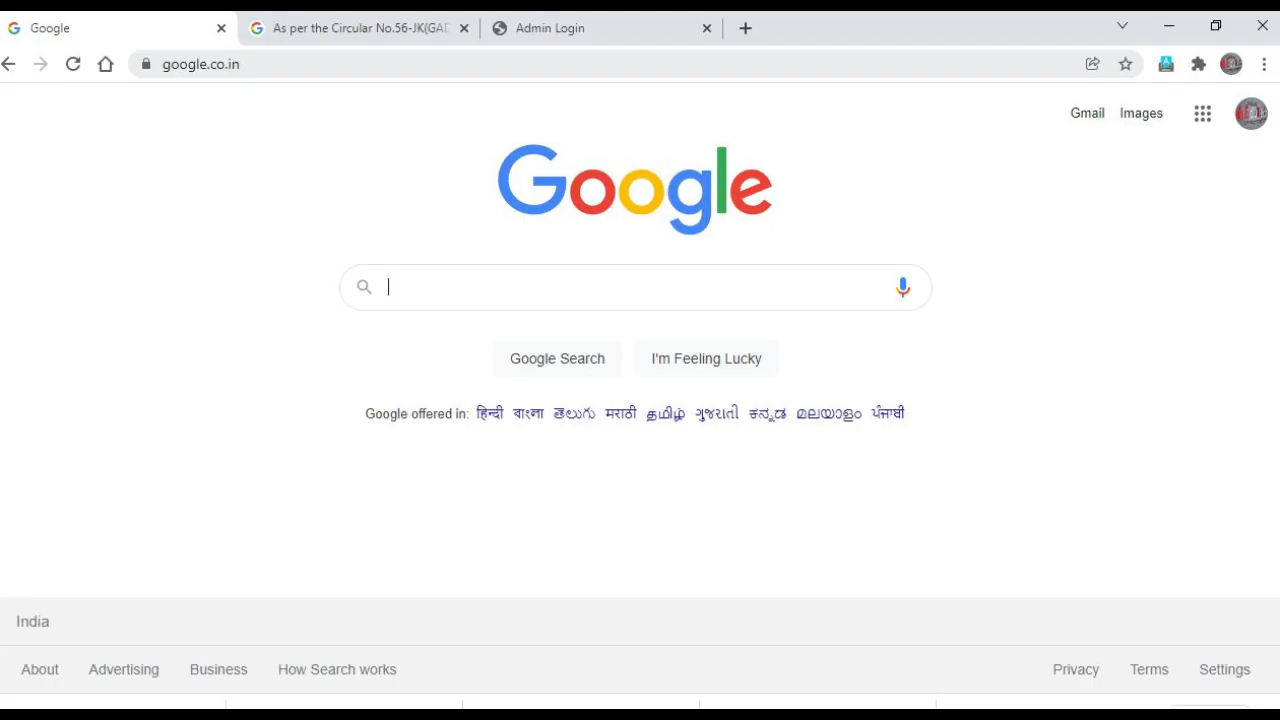 Google
As per the Circular No.56-JK(GAD
Admin Login
google.co.in
Gmail Images
Google
Google Search I'm Feeling Lucky
Google offered in: हिन्दी বাংলা తెలుగు मराठी தமிழ் ગુજરાતી ಕನ್ನಡ മലയാളം ਪੰਜਾਬੀ
India
About Advertising Business How Search works Privacy Terms Settings